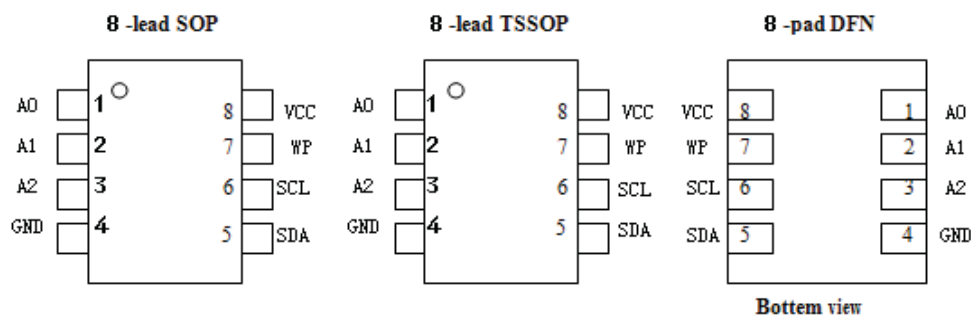 8 -lead SOP 8 -lead TSSOP 8 -pad DFN
A0 1 8 VCC A0 1 8 VCC VCC 8 1 A0
A1 2 7 WP A1 2 7 WP WP 7 2 A1
A2 3 6 SCL A2 3 6 SCL SCL 6 3 A2
GND 4 5 SDA GND 4 5 SDA SDA 5 4 GND
Bottem view